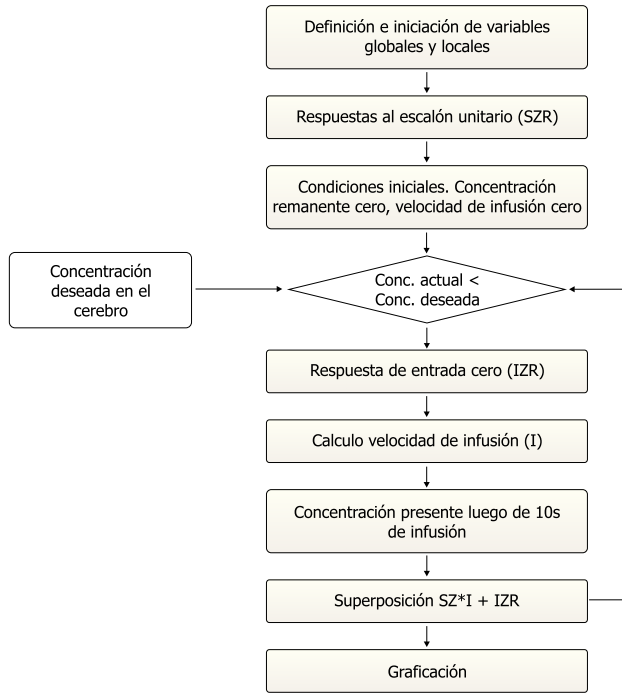 Definición e iniciación de variables
globales y locales
Respuestas al escalón unitario (SZR)
Condiciones iniciales. Concentración
remanente cero, velocidad de infusión cero
Concentración
deseada en el
cerebro
Conc. actual <
Conc. deseada
Respuesta de entrada cero (IZR)
Calculo velocidad de infusión (I)
Concentración presente luego de 10s
de infusión
Superposición SZ*I + IZR
Graficación